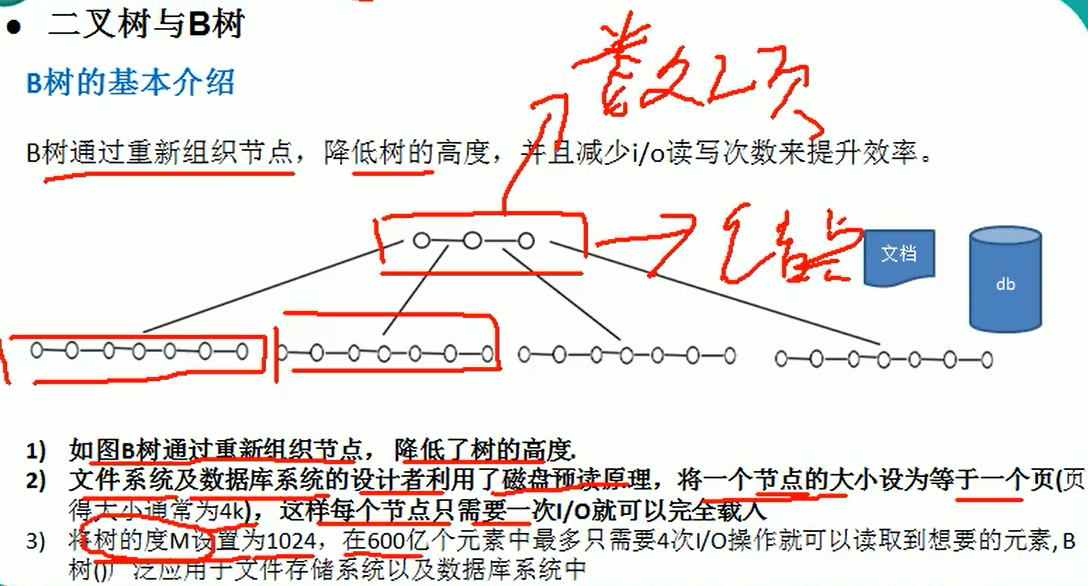 ● 二叉树与B树
B树的基本介绍
数父2页
B树通过重新组织节点，降低树的高度，并且减少i/o读写次数来提升效率。
文档
db
1) 如图B树通过重新组织节点，降低了树的高度.
2) 文件系统及数据库系统的设计者利用了磁盘预读原理，将一个节点的大小设为等于一个页(页
得大小通常为4k)，这样每个节点只需要一次I/O就可以完全载入
3) 将树的度M设置为1024，在600亿个元素中最多只需要4次I/O操作就可以读取到想要的元素,B
树() 泛应用于文件存储系统以及数据库系统中